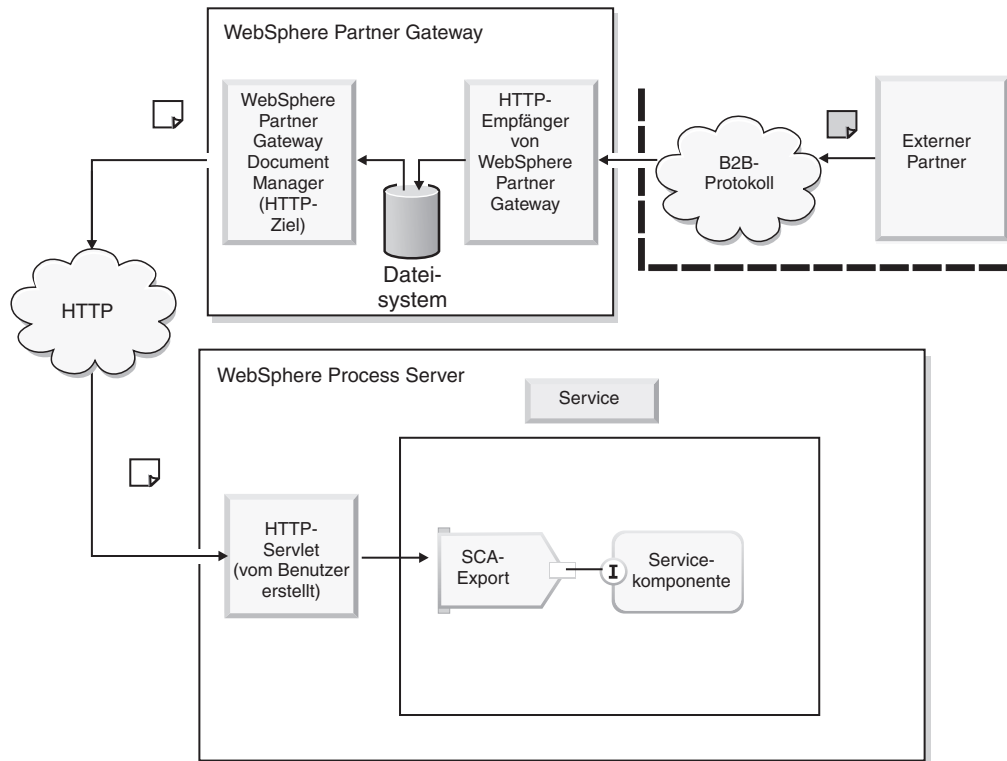 WebSphere Partner Gateway
WebSphere
Partner
Gateway
Document
Manager
(HTTP-
Ziel)
HTTP-
Empfänger
von
WebSphere
Partner
Gateway
B2B-
Protokoll
Externer
Partner
Datei-
system
HTTP
WebSphere Process Server
Service
HTTP-
Servlet
(vom Benutzer
erstellt)
SCA-
Export
I
Service-
komponente